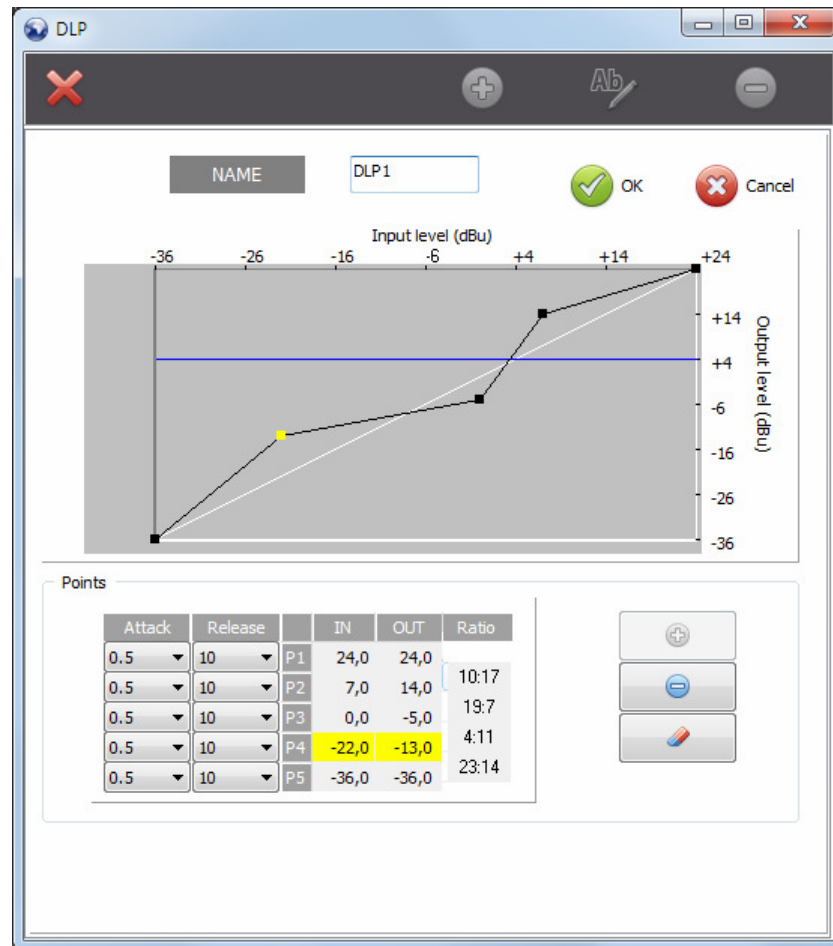 DLP
Ab
NAME
DLP1
OK
Cancel
Input level (dBu)
-36 -26 -16 -6 +4 +14 +24
+14
+4
-6
-16
-26
-36
Output level (dBu)
Points
Attack Release IN OUT Ratio
0.5 10 P1 24,0 24,0
10:17
0.5 10 P2 7,0 14,0
19:7
0.5 10 P3 0,0 -5,0
4:11
0.5 10 P4 -22,0 -13,0
23:14
0.5 10 P5 -36,0 -36,0